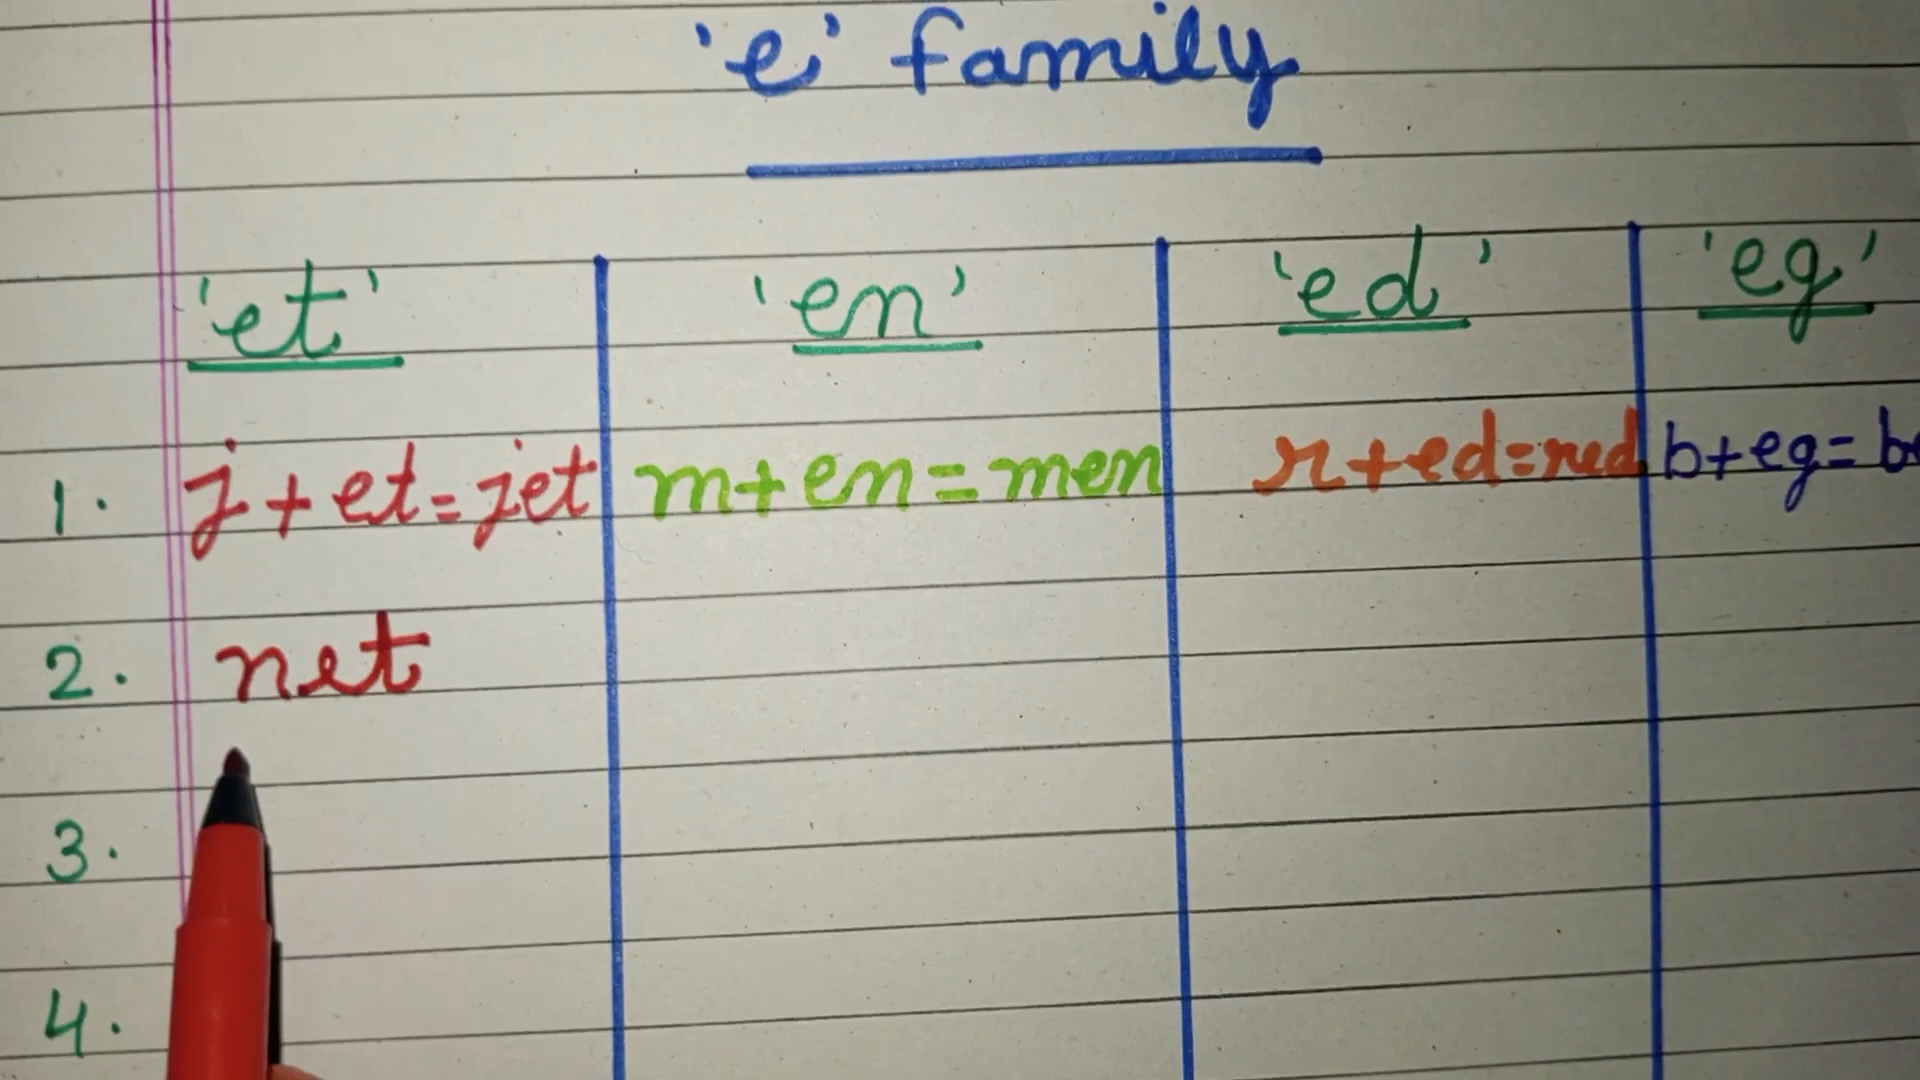 'e' family
'et' 'en' 'ed' 'eg'
1. j+et=jet m+en=men r+ed=red b+eg=
2. net
3.
4.